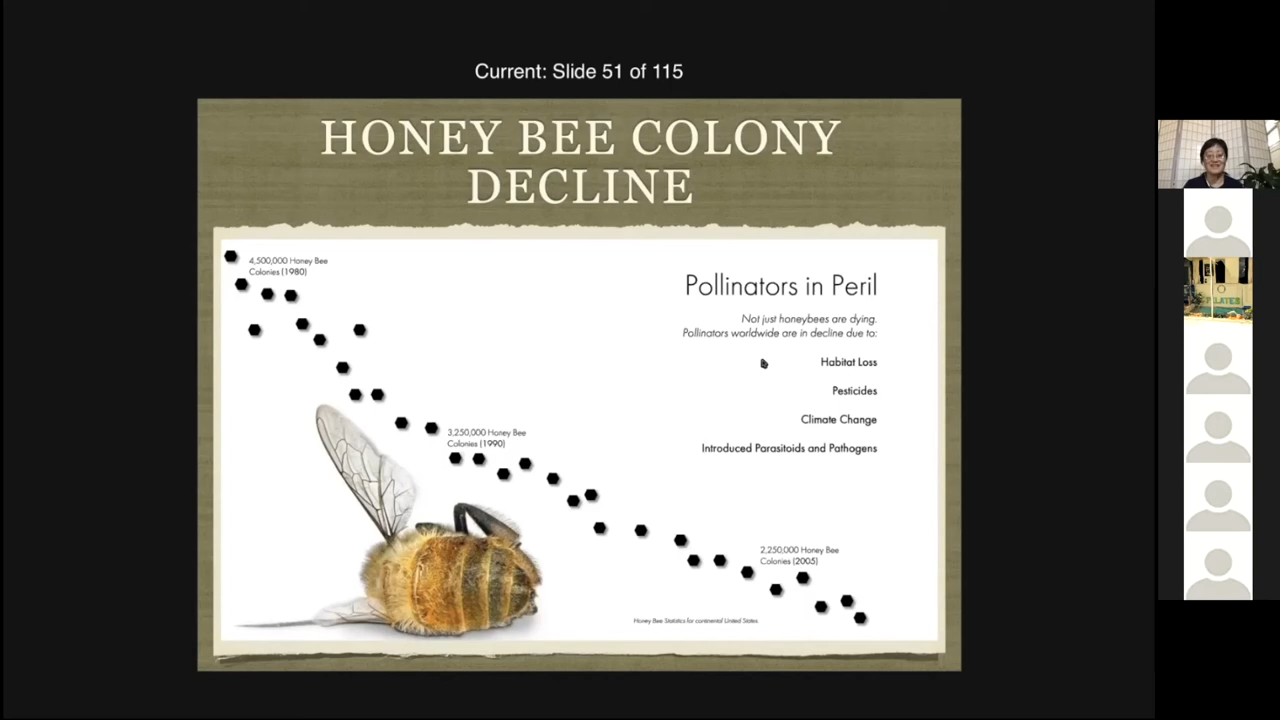 Current: Slide 51 of 115
HONEY BEE COLONY
DECLINE
4,500,000 Honey Bee
Colonies (1980)
Pollinators in Peril
Not just honeybees are dying.
Pollinators worldwide are in decline due to:
Habitat Loss
Pesticides
Climate Change
Introduced Parasitoids and Pathogens
3,250,000 Honey Bee
Colonies (1990)
2,250,000 Honey Bee
Colonies (2005)
Honey Bee Statistics for continental United States.